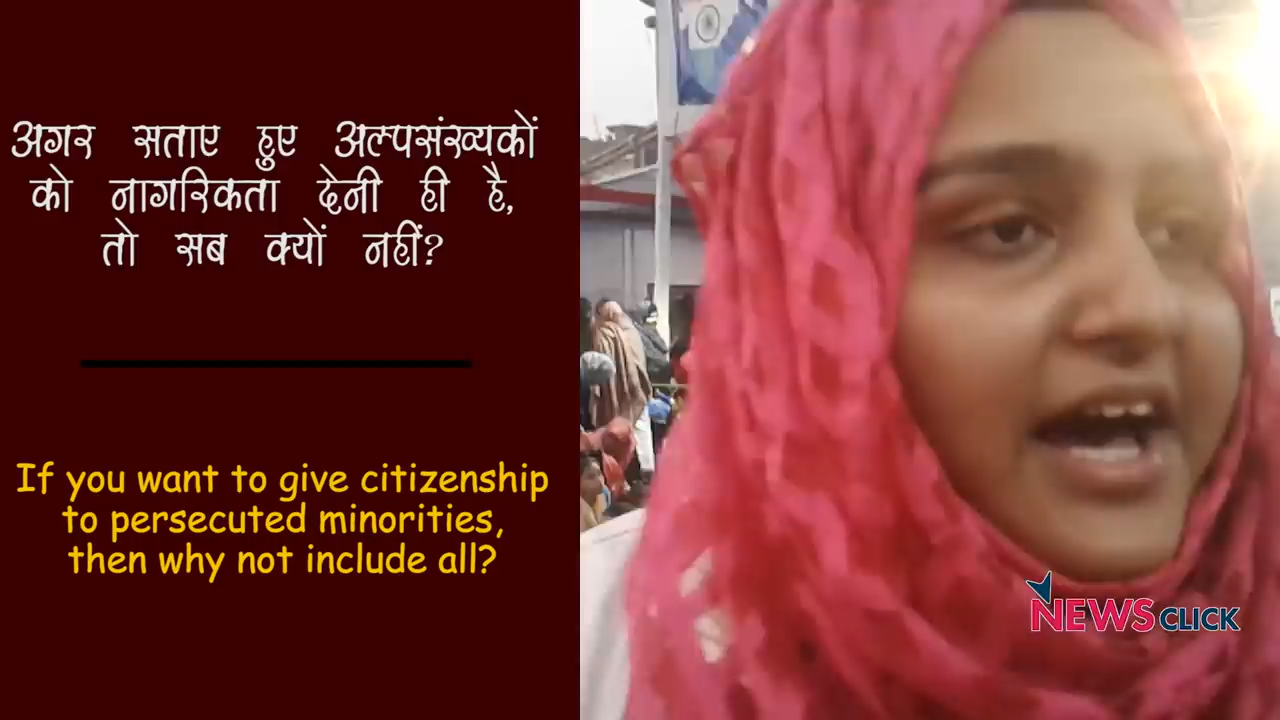 अगर सताए हुए अल्पसंख्यकों
को नागरिकता देनी ही है,
तो सब क्यों नहीं?
If you want to give citizenship
to persecuted minorities,
then why not include all?
NEWSCLICK